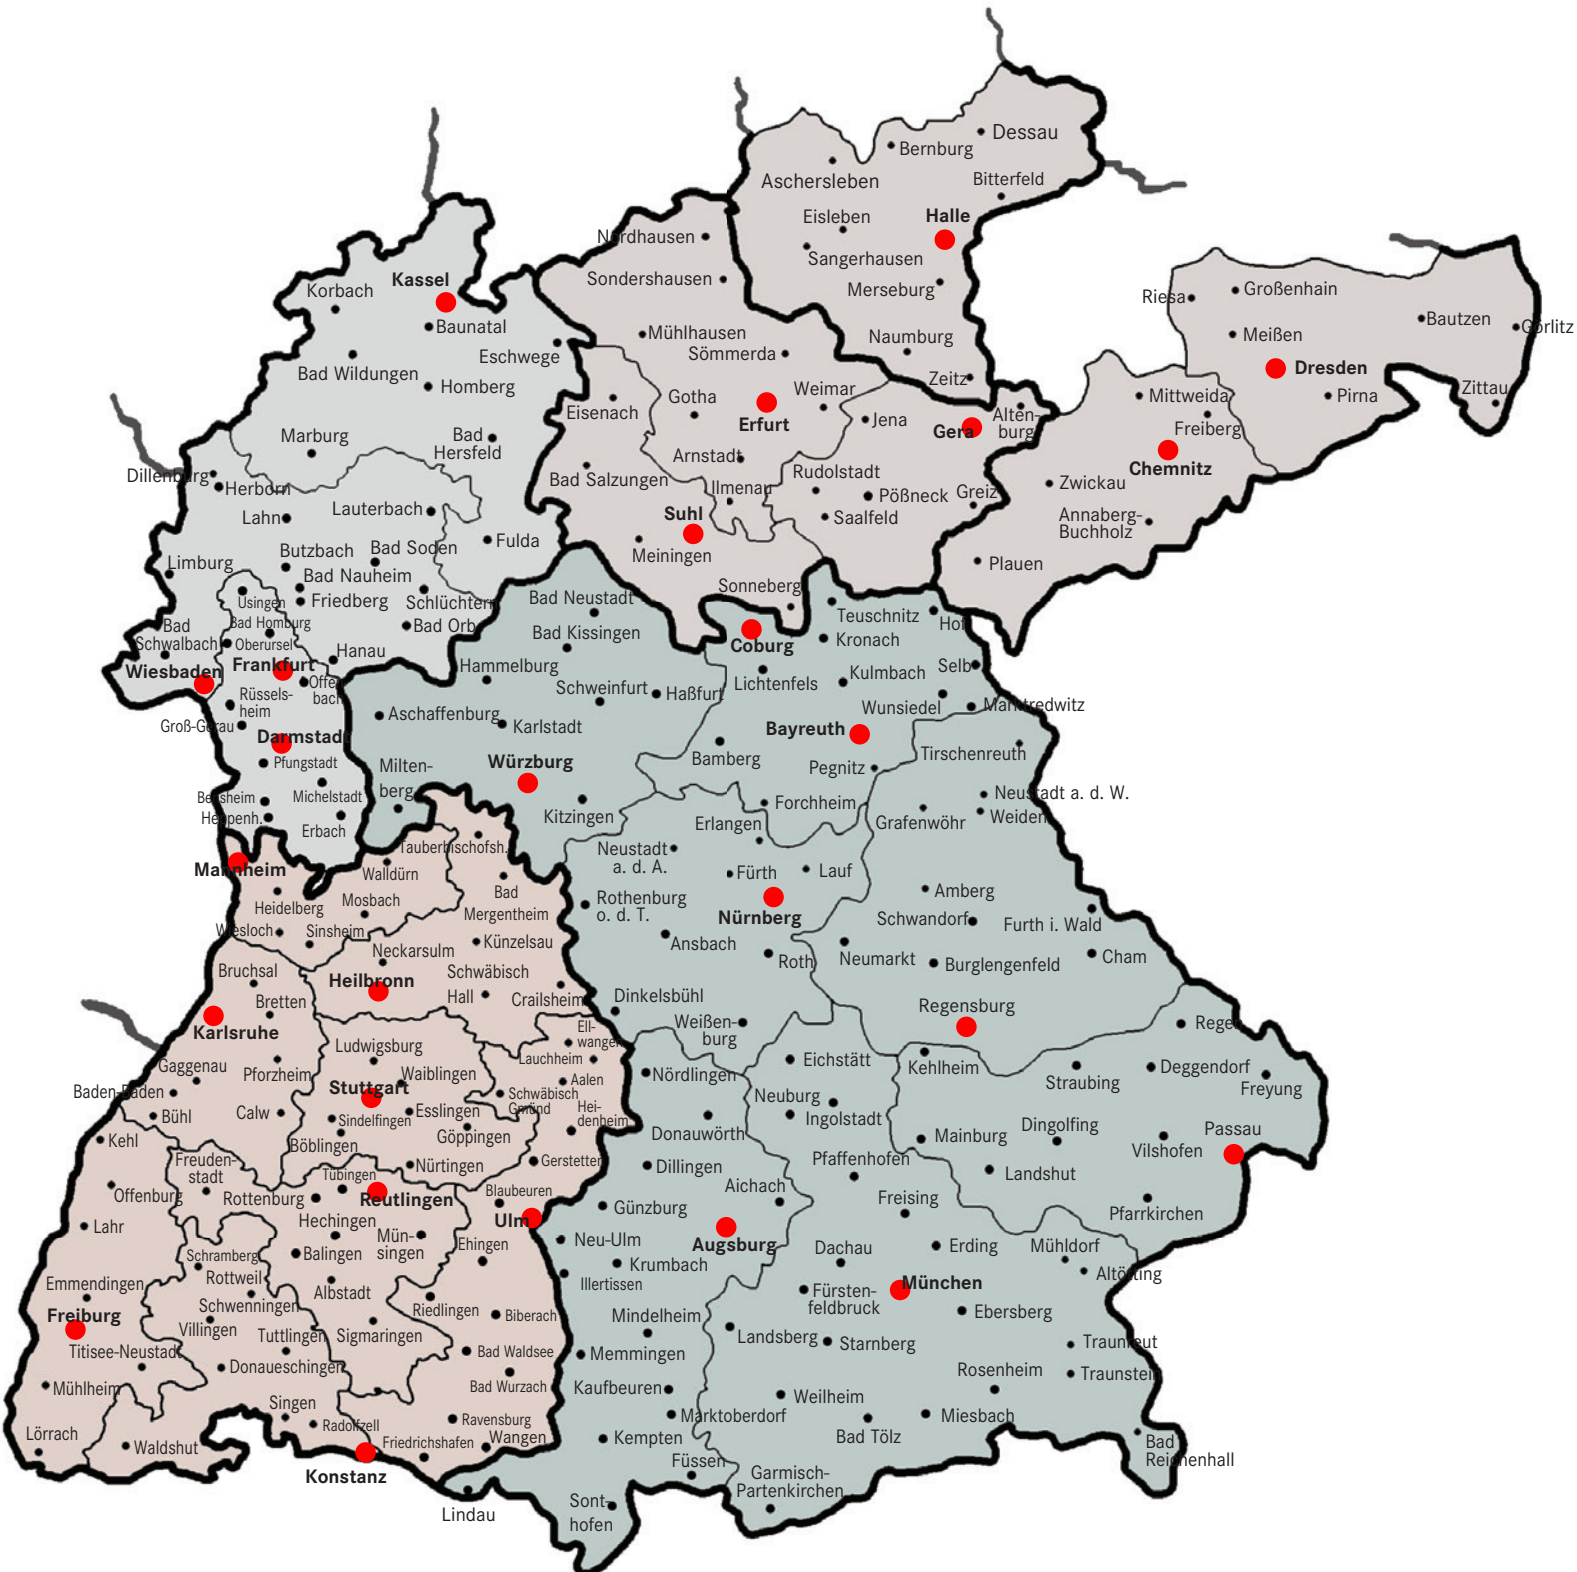 Dessau
Bernburg
Aschersleben
Bitterfeld
Eisleben
Halle
Nordhausen
Sangerhausen
Sondershausen
Merseburg
Kassel
Korbach
Baunatal
Mühlhausen
Sömmerda
Naumburg
Zeitz
Eschwege
Bad Wildungen
Homberg
Riesa
Großenhain
Bautzen
Görlitz
Meißen
Dresden
Pirna
Zittau
Mittweida
Freiberg
Chemnitz
Zwickau
Annaberg-
Buchholz
Plauen
Eisenach
Gotha
Weimar
Erfurt
Jena
Gera
Alten-
burg
Marburg
Bad
Hersfeld
Arnstadt
Bad Salzungen
Ilmenau
Rudolstadt
Pößneck
Greiz
Saalfeld
Suhl
Meiningen
Sonneberg
Dillenburg
Herborn
Lahn
Lauterbach
Fulda
Butzbach
Bad Soden
Limburg
Bad Nauheim
Usingen
Friedberg
Schlüchtern
Bad Homburg
Bad Orb
Bad
Schwalbach
Oberursel
Hanau
Wiesbaden
Frankfurt
Offen-
bach
Rüssels-
heim
Groß-Gerau
Darmstadt
Pfungstadt
Bensheim
Michelstadt
Heppenh.
Erbach
Bad Neustadt
Bad Kissingen
Hammelburg
Schweinfurt
Haßfurt
Aschaffenburg
Karlstadt
Würzburg
Milten-
berg
Kitzingen
Coburg
Teuschnitz
Hof
Kronach
Lichtenfels
Kulmbach
Selb
Wunsiedel
Marktredwitz
Bayreuth
Bamberg
Pegnitz
Tirschenreuth
Forchheim
Neustadt a. d. W.
Grafenwöhr
Weiden
Erlangen
Neustadt
a. d. A.
Fürth
Lauf
Amberg
Rothenburg
o. d. T.
Nürnberg
Schwandorf
Furth i. Wald
Ansbach
Roth
Neumarkt
Burglengenfeld
Cham
Dinkelsbühl
Weißen-
burg
Regensburg
Regen
Mannheim
Tauberbischofsh.
Walldürn
Bad
Mergentheim
Heidelberg
Mosbach
Wiesloch
Sinsheim
Künzelsau
Neckarsulm
Bruchsal
Heilbronn
Schwäbisch
Hall
Crailsheim
Bretten
Karlsruhe
Ell-
wangen
Ludwigsburg
Lauchheim
Gaggenau
Pforzheim
Waiblingen
Stuttgart
Aalen
Baden-Baden
Schwäbisch
Gmünd
Hei-
denheim
Bühl
Calw
Sindelfingen
Esslingen
Göppingen
Böblingen
Kehl
Freuden-
stadt
Nürtingen
Gerstetten
Tübingen
Offenburg
Rottenburg
Reutlingen
Blaubeuren
Ulm
Lahr
Hechingen
Mün-
singen
Balingen
Ehingen
Schramberg
Rottweil
Emmendingen
Albstadt
Schwenningen
Riedlingen
Biberach
Freiburg
Villingen
Tuttlingen
Sigmaringen
Titisee-Neustadt
Donaueschingen
Bad Waldsee
Bad Wurzach
Mühlheim
Singen
Radolfzell
Ravensburg
Lörrach
Waldshut
Friedrichshafen
Wangen
Konstanz
Lindau
Eichstätt
Kehlheim
Straubing
Deggendorf
Freyung
Nördlingen
Neuburg
Ingolstadt
Donauwörth
Mainburg
Dingolfing
Vilshofen
Passau
Dillingen
Pfaffenhofen
Landshut
Aichach
Freising
Pfarrkirchen
Günzburg
Neu-Ulm
Augsburg
Dachau
Erding
Mühldorf
Krumbach
Altötting
Illertissen
Fürsten-
feldbruck
München
Ebersberg
Mindelheim
Landsberg
Starnberg
Traunreut
Memmingen
Rosenheim
Traunstein
Kaufbeuren
Weilheim
Marktoberdorf
Miesbach
Bad Tölz
Kempten
Bad
Reichenhall
Füssen
Garmisch-
Partenkirchen
Sont-
hofen